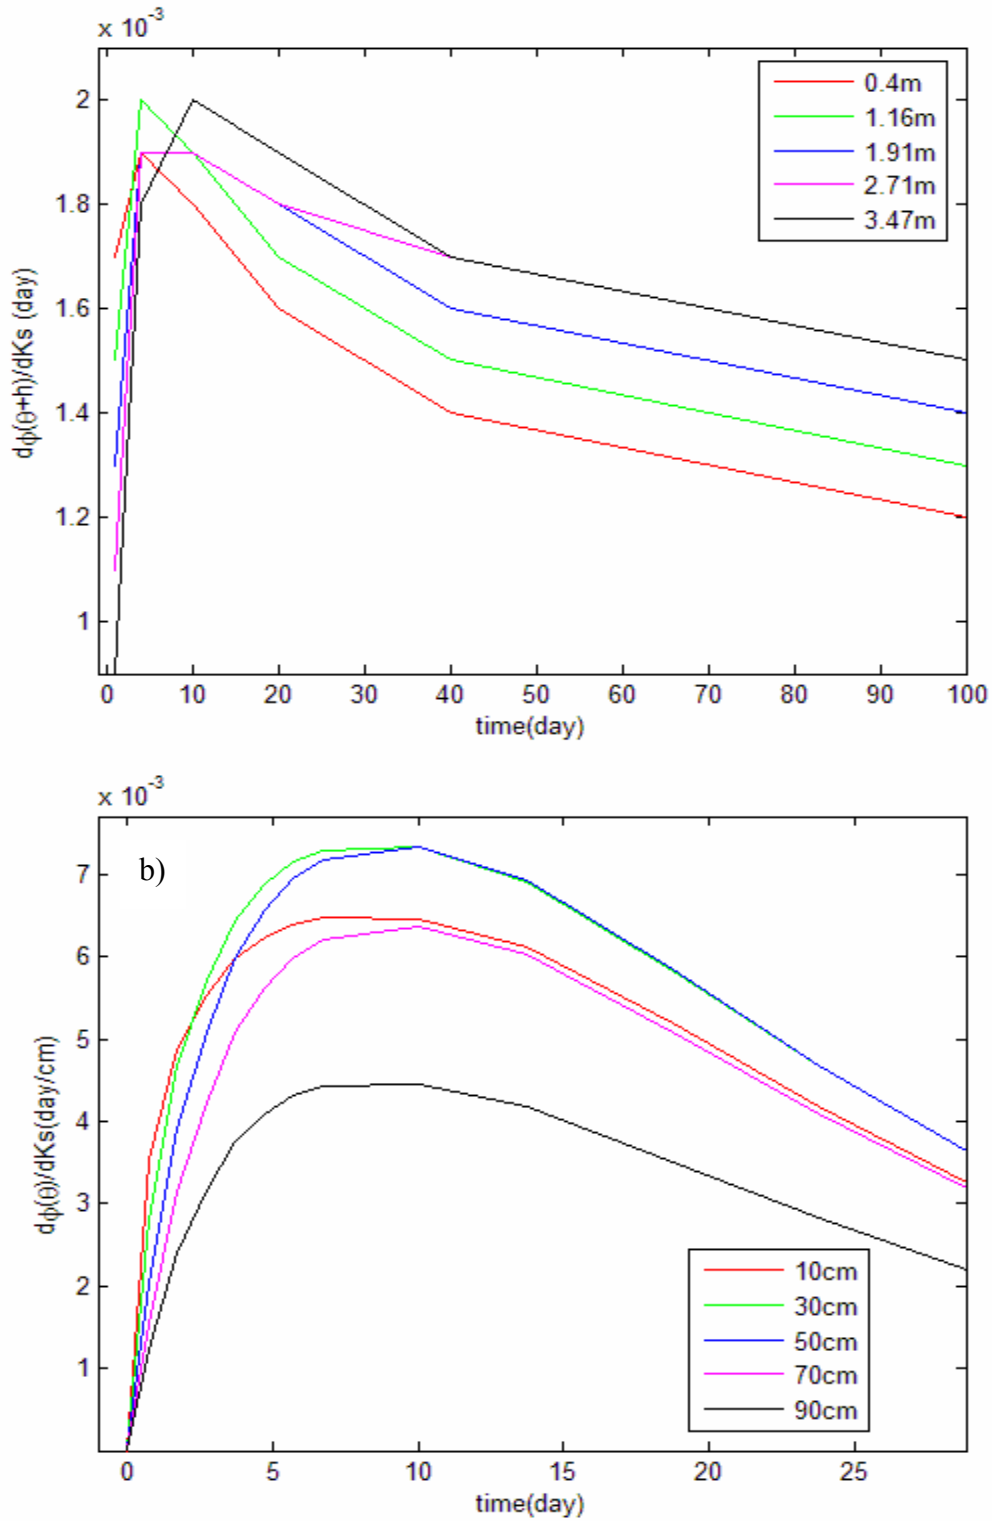 x 10^-3
2
1.8
1.6
1.4
1.2
1
dϕ(θ+h)/dKs (day)
0.4m
1.16m
1.91m
2.71m
3.47m
0 10 20 30 40 50 60 70 80 90 100
time(day)
x 10^-3
b)
7
6
5
4
3
2
1
dϕ(θ)/dKs(day/cm)
10cm
30cm
50cm
70cm
90cm
0 5 10 15 20 25
time(day)